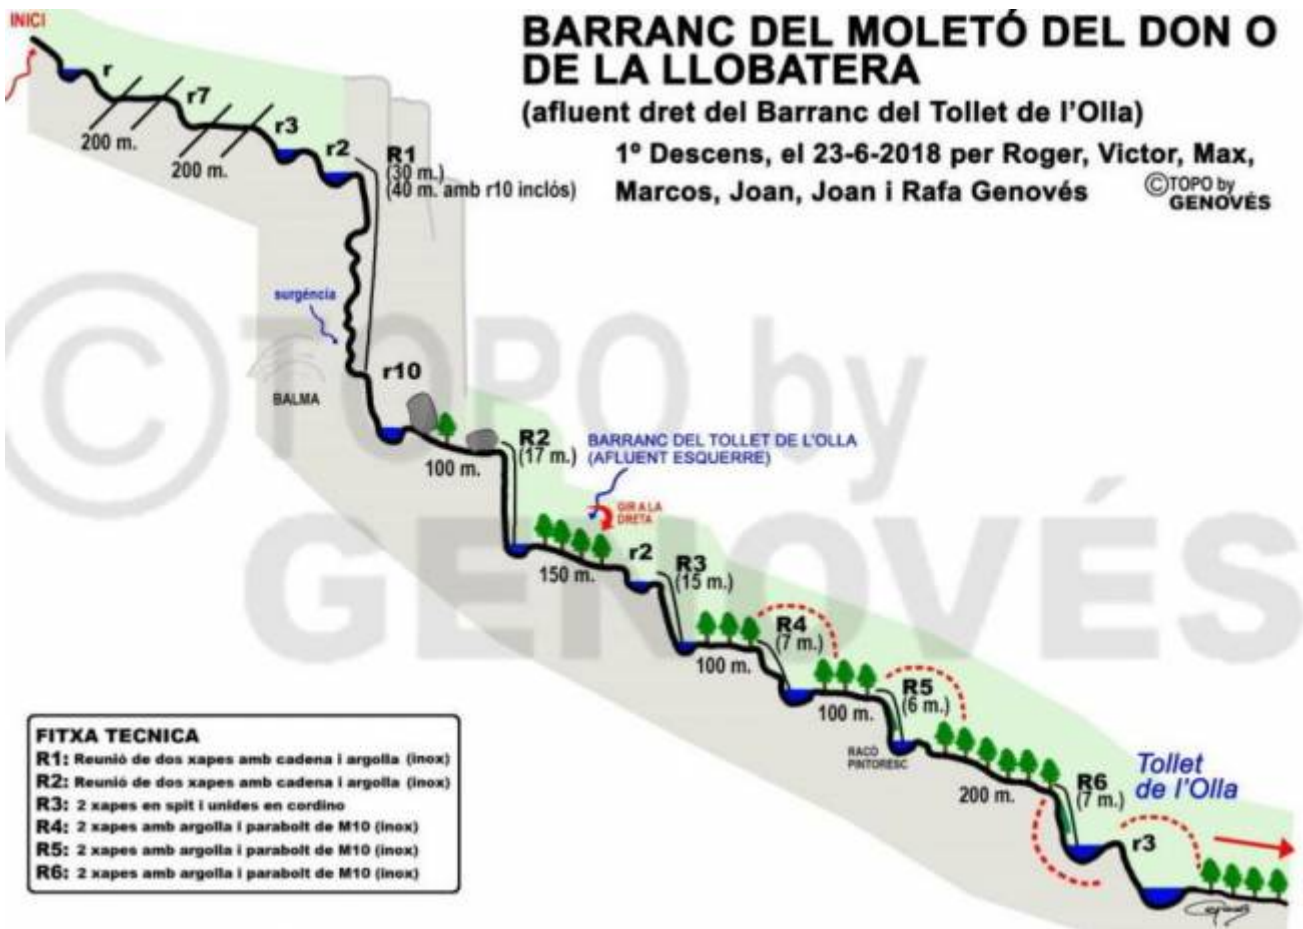 INICI
BARRANC DEL MOLETÓ DEL DON O
DE LA LLOBATERA
(afluent dret del Barranc del Tollet de l'Olla)
1º Descens, el 23-6-2018 per Roger, Victor, Max,
Marcos, Joan, Joan i Rafa Genovés
©TOPO by
GENOVÉS
r
r7
200 m.
200 m.
r3
r2
R1
(30 m.)
(40 m. amb r10 inclós)
surgéncia
BALMA
r10
100 m.
R2
(17 m.)
BARRANC DEL TOLLET DE L'OLLA
(AFLUENT ESQUERRE)
GIR A LA
DRETA
150 m.
r2
R3
(15 m.)
100 m.
R4
(7 m.)
100 m.
R5
(6 m.)
RACÓ
PINTORESC
200 m.
R6
(7 m.)
r3
Tollet
de l'Olla
FITXA TECNICA
R1: Reunió de dos xapes amb cadena i argolla (inox)
R2: Reunió de dos xapes amb cadena i argolla (inox)
R3: 2 xapes en spit i unides en cordino
R4: 2 xapes amb argolla i parabolt de M10 (inox)
R5: 2 xapes amb argolla i parabolt de M10 (inox)
R6: 2 xapes amb argolla i parabolt de M10 (inox)
©TOPO by
GENOVÉS